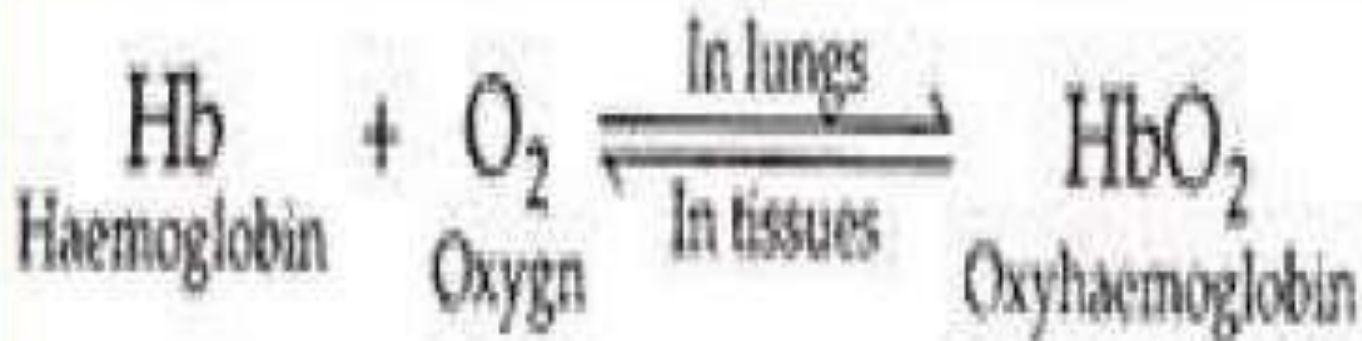 In lungs
Hb + O₂ ⇌ HbO₂
In tissues
Haemoglobin Oxygn Oxyhaemoglobin